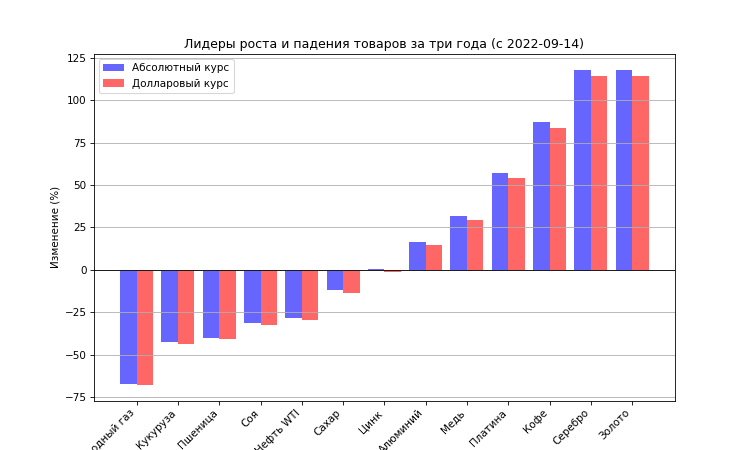 Лидеры роста и падения товаров за три года (с 2022-09-14)
Абсолютный курс
Долларовый курс
Изменение (%)
125
100
75
50
25
0
−25
−50
−75
одный газ
Кукуруза
Пшеница
Соя
Нефть WTI
Сахар
Цинк
Алюминий
Медь
Платина
Кофе
Серебро
Золото